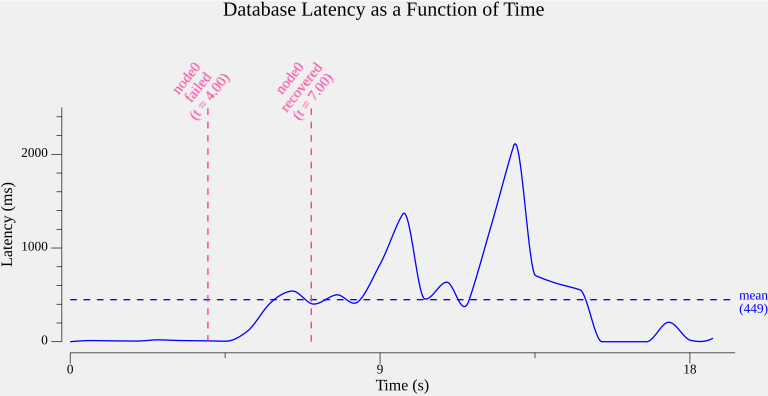 Database Latency as a Function of Time
node0
failed
(t = 4.00)
node0
recovered
(t = 7.00)
Latency (ms)
2000
1000
0
mean
(449)
0
9
18
Time (s)